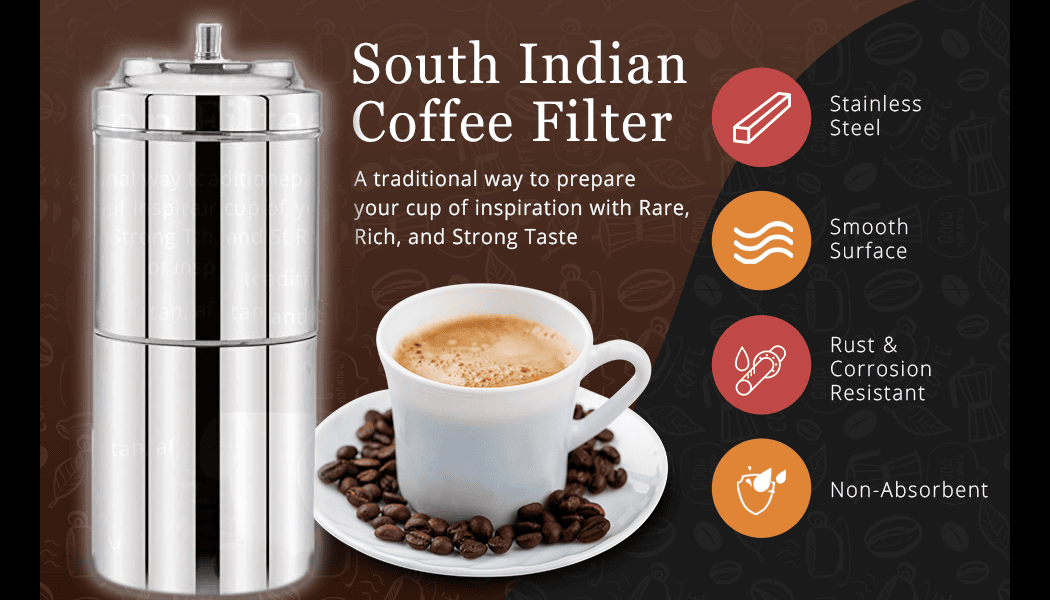 South Indian
Coffee Filter
A traditional way to prepare
your cup of inspiration with Rare,
Rich, and Strong Taste
Stainless
Steel
Smooth
Surface
Rust &
Corrosion
Resistant
Non-Absorbent